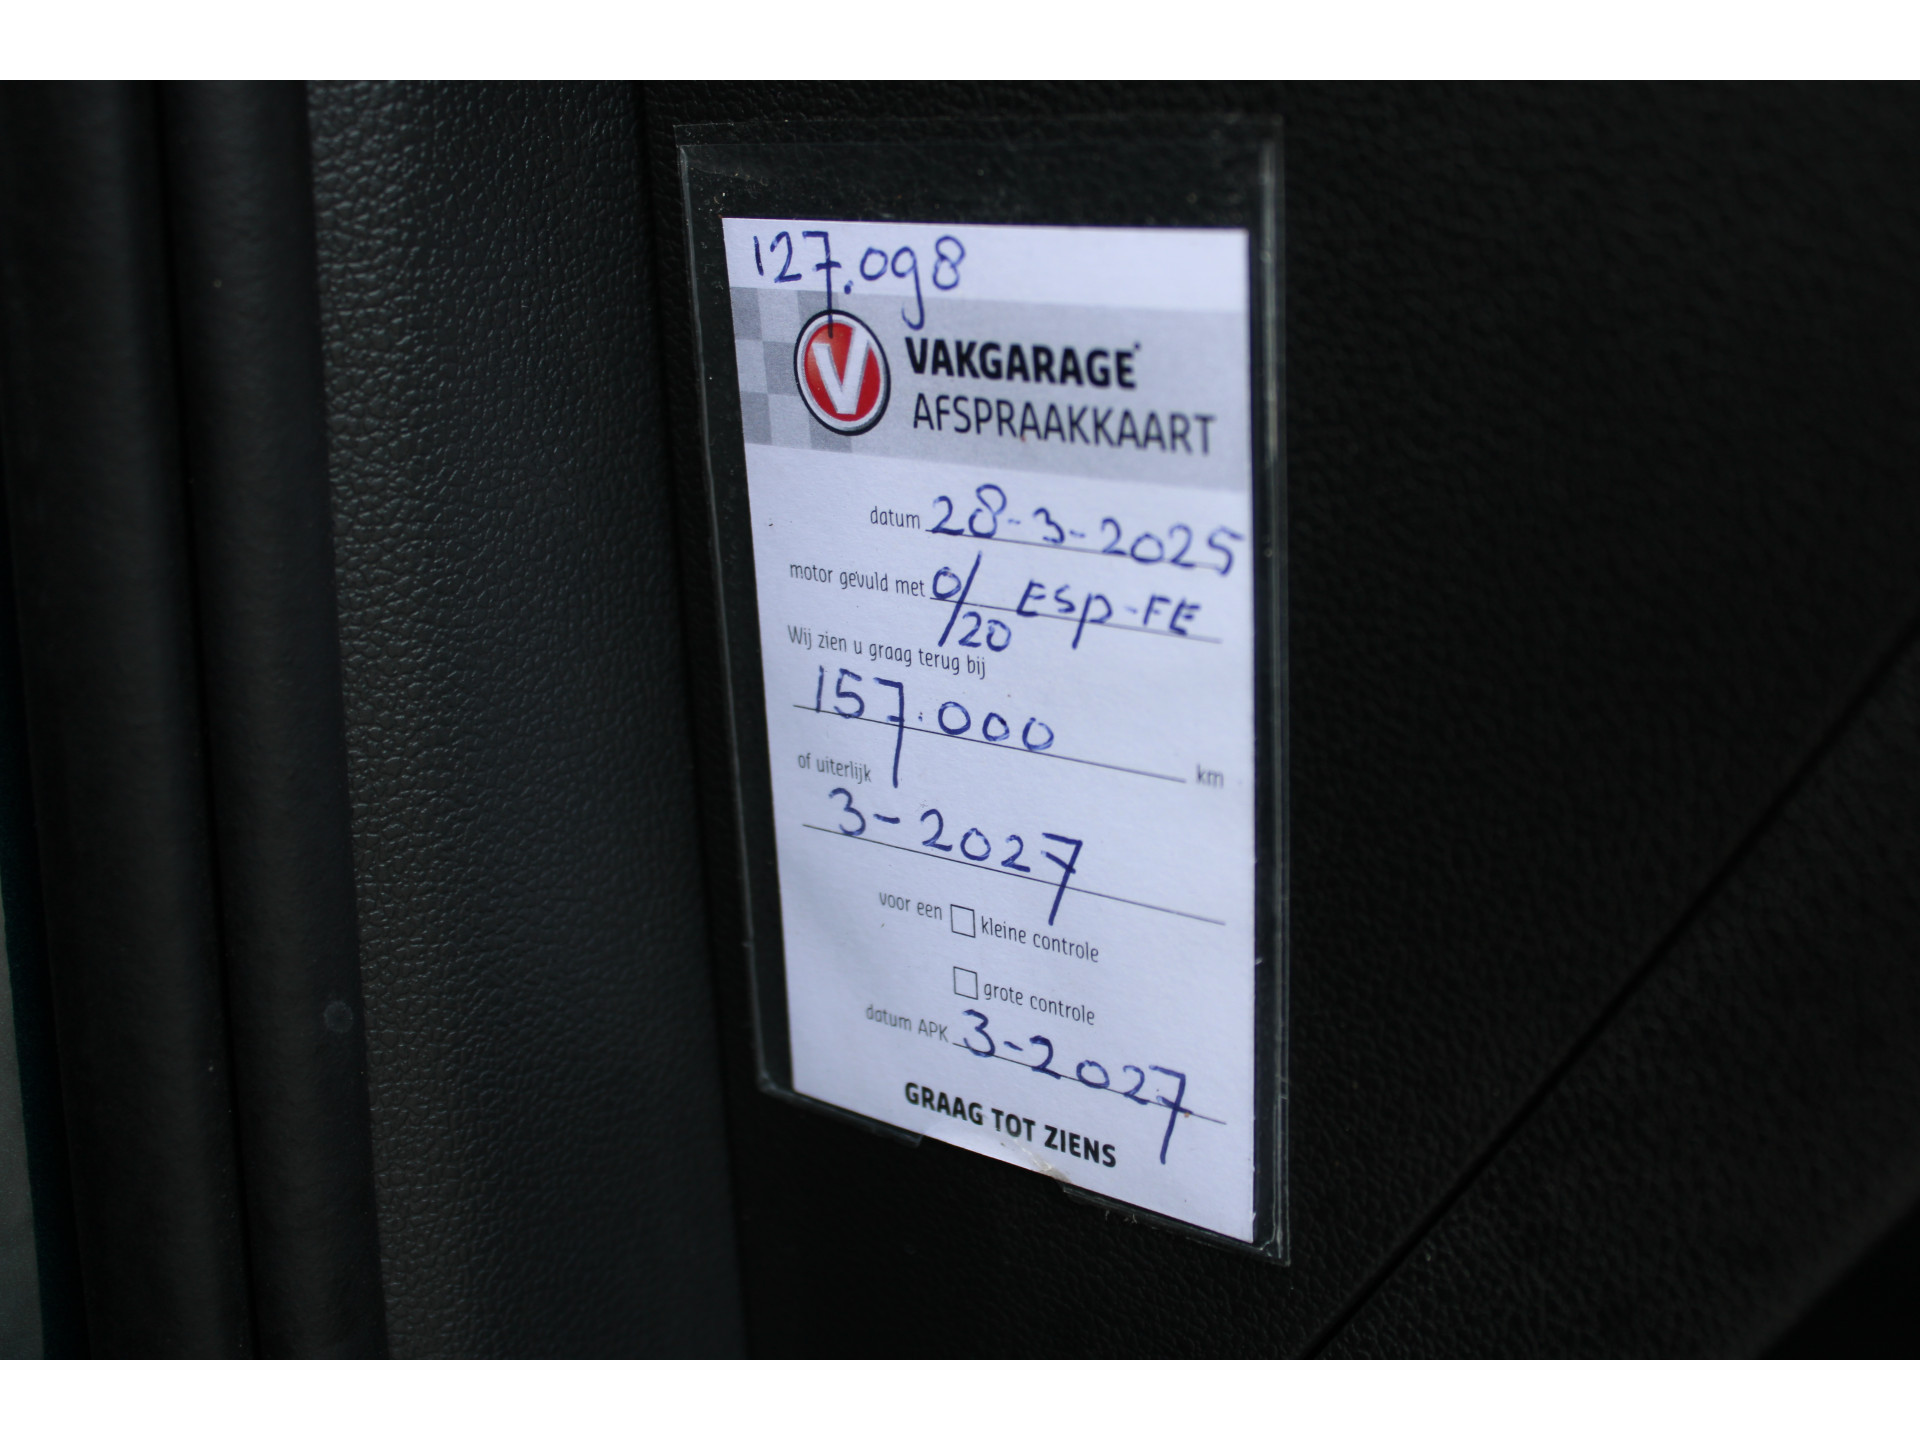 127.098
V VAKGARAGE
AFSPRAAKKAART
datum 28-3-2025
motor gevuld met 0/20 ESP-FE
Wij zien u graag terug bij
157.000 km
of uiterlijk
3-2027
voor een kleine controle
grote controle
datum APK 3-2027
GRAAG TOT ZIENS